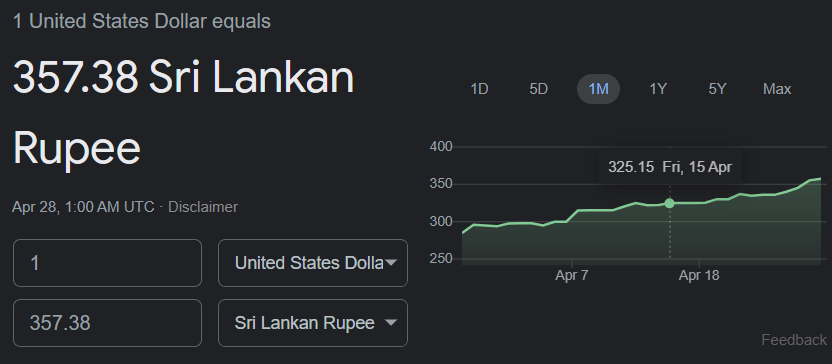 1 United States Dollar equals
357.38 Sri Lankan
Rupee
Apr 28, 1:00 AM UTC · Disclaimer
1
United States Dolla
357.38
Sri Lankan Rupee
1D 5D 1M 1Y 5Y Max
400
325.15 Fri, 15 Apr
350
300
250
Apr 7 Apr 18
Feedback